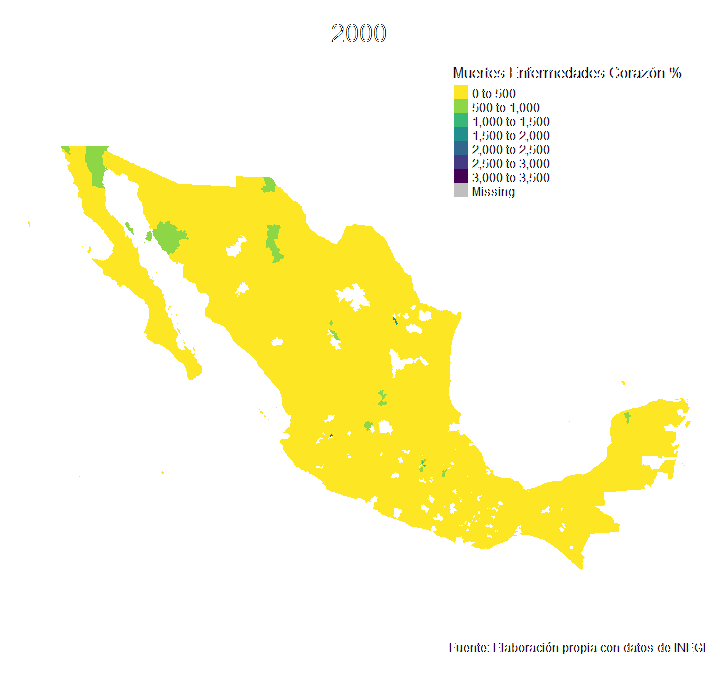 2000
Muertes Enfermedades Corazón %
0 to 500
500 to 1,000
1,000 to 1,500
1,500 to 2,000
2,000 to 2,500
2,500 to 3,000
3,000 to 3,500
Missing
Fuente: Elaboración propia con datos de INEGI